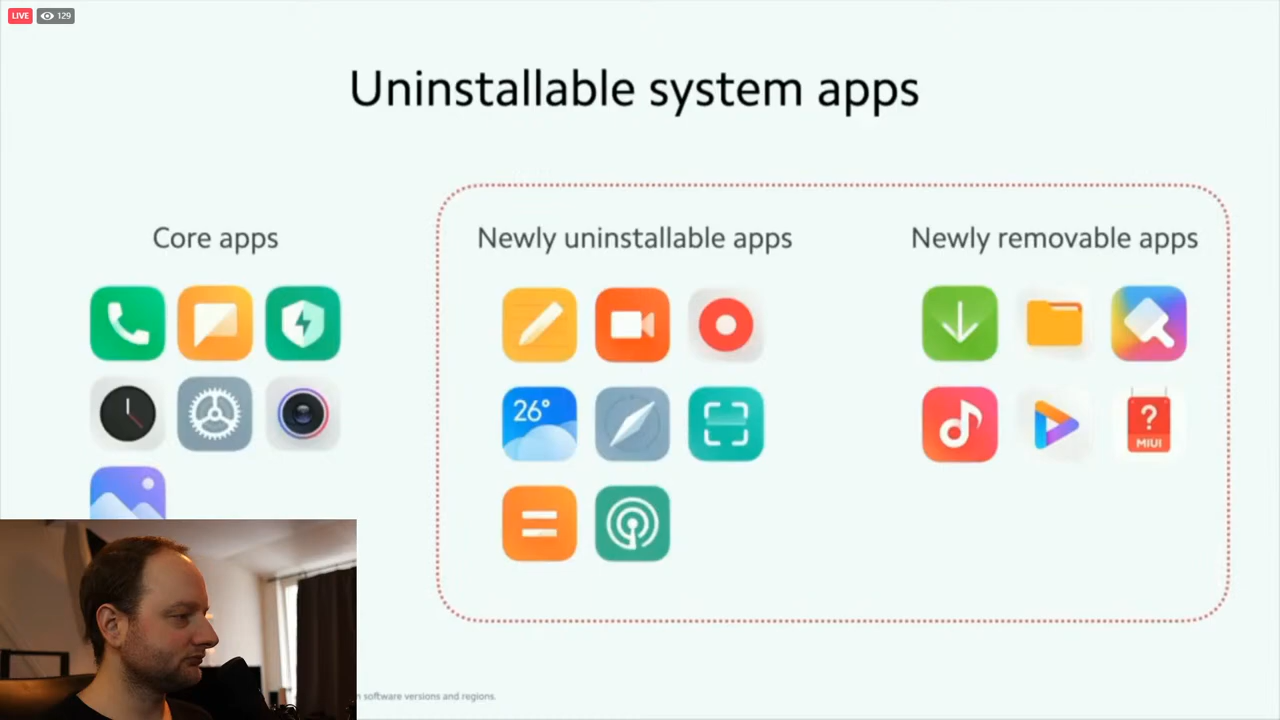 LIVE 129
Uninstallable system apps
Core apps
Newly uninstallable apps
Newly removable apps
26°
?
MIUI
software versions and regions.